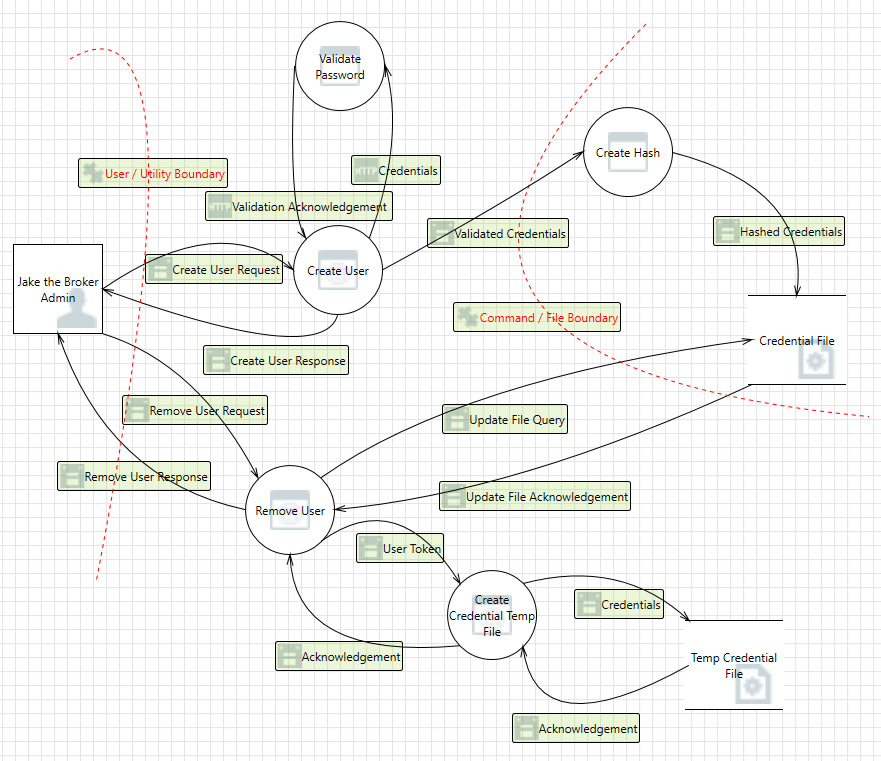 Validate
Password
Create Hash
User / Utility Boundary
HTTP
Credentials
HTTP
Validation Acknowledgement
Validated Credentials
Hashed Credentials
Jake the Broker
Admin
Create User Request
Create User
Command / File Boundary
Credential File
Create User Response
Remove User Request
Update File Query
Remove User Response
Update File Acknowledgement
Remove User
User Token
Create
Credential Temp
File
Credentials
Acknowledgement
Temp Credential
File
Acknowledgement